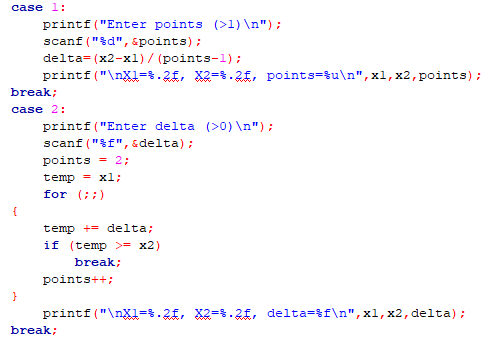 case 1:
    printf("Enter points (>1)\n");
    scanf("%d",&points);
    delta=(x2-x1)/(points-1);
    printf("\nX1=%.2f, X2=%.2f, points=%u\n",x1,x2,points);
break;
case 2:
    printf("Enter delta (>0)\n");
    scanf("%f",&delta);
    points = 2;
    temp = x1;
    for (;;)
{
    temp += delta;
    if (temp >= x2)
        break;
    points++;
}
    printf("\nX1=%.2f, X2=%.2f, delta=%f\n",x1,x2,delta);
break;